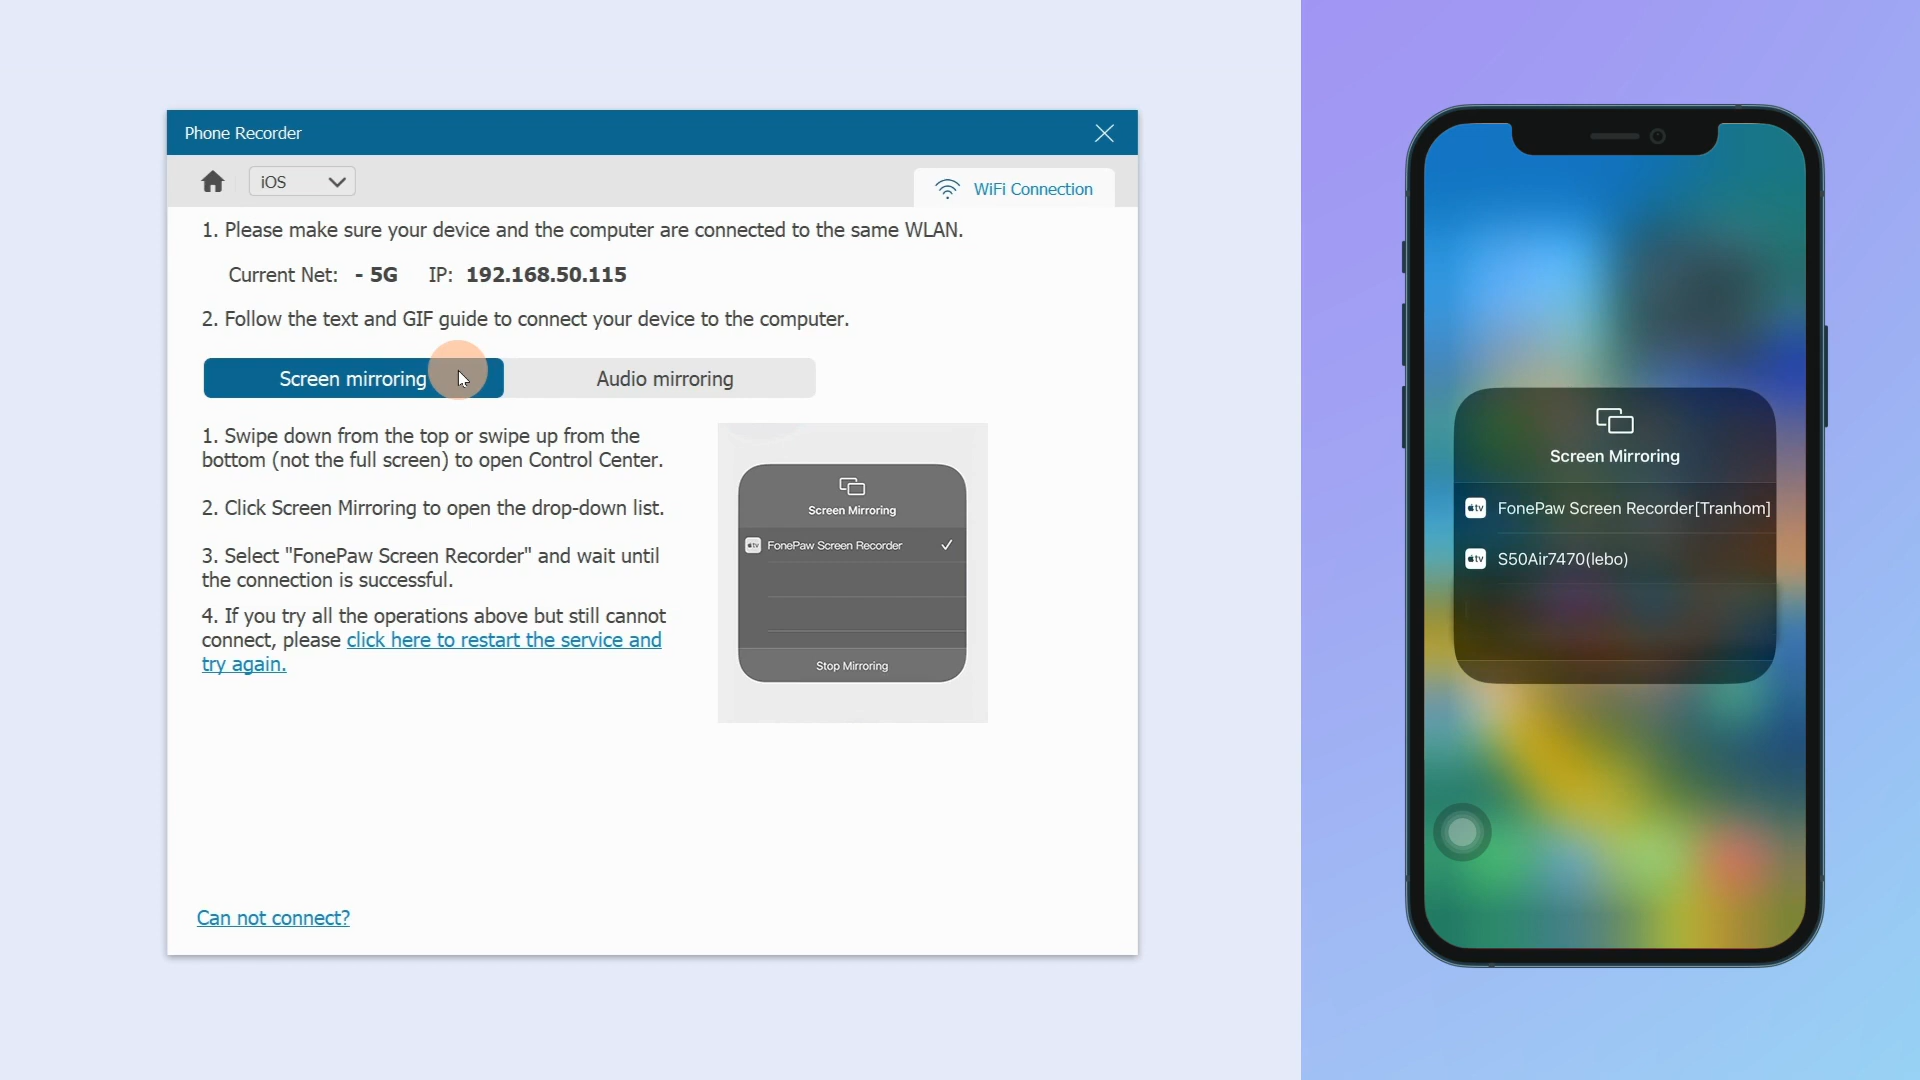 Phone Recorder
iOS
WiFi Connection
1. Please make sure your device and the computer are connected to the same WLAN.
Current Net: - 5G IP: 192.168.50.115
2. Follow the text and GIF guide to connect your device to the computer.
Screen mirroring
Audio mirroring
1. Swipe down from the top or swipe up from the
bottom (not the full screen) to open Control Center.
2. Click Screen Mirroring to open the drop-down list.
3. Select "FonePaw Screen Recorder" and wait until
the connection is successful.
4. If you try all the operations above but still cannot
connect, please click here to restart the service and
try again.
Screen Mirroring
tv FonePaw Screen Recorder
Stop Mirroring
Can not connect?
Screen Mirroring
tv FonePaw Screen Recorder[Tranhom]
tv S50Air7470(lebo)